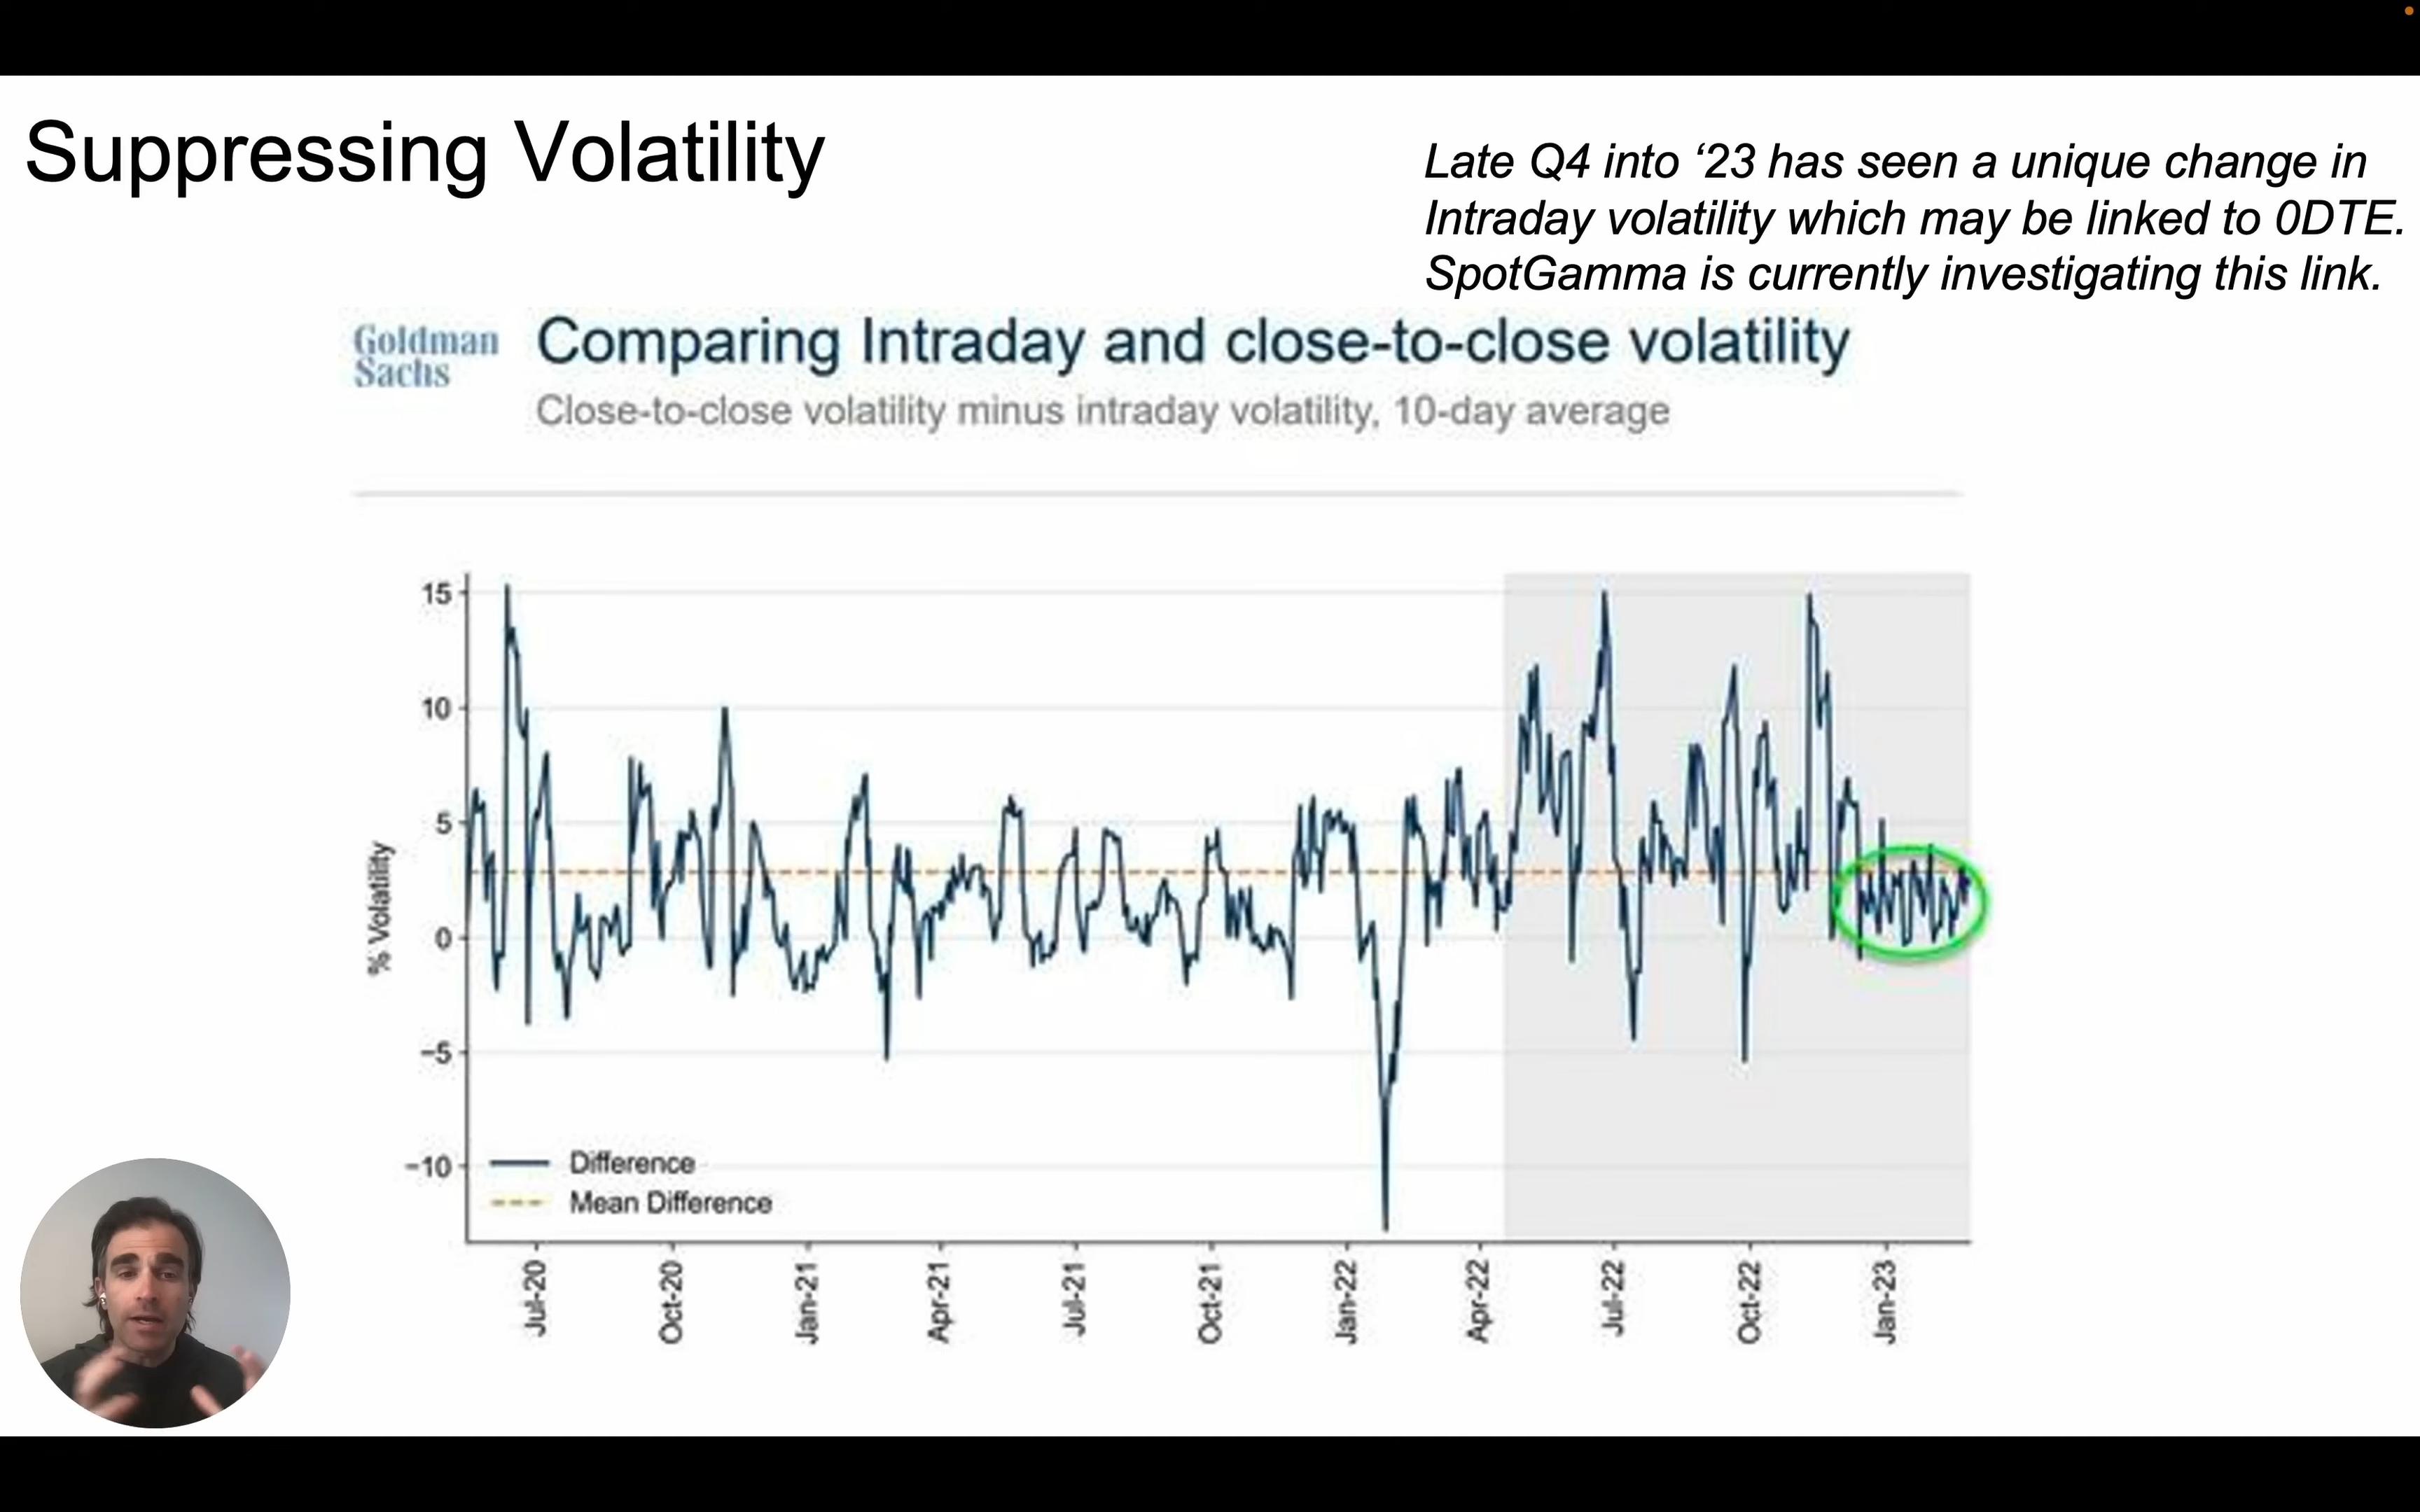 Suppressing Volatility
Late Q4 into ‘23 has seen a unique change in
Intraday volatility which may be linked to 0DTE.
SpotGamma is currently investigating this link.
Goldman
Sachs
Comparing Intraday and close-to-close volatility
Close-to-close volatility minus intraday volatility, 10-day average
% Volatility
15
10
5
0
−5
−10
Difference
Mean Difference
Jul-20
Oct-20
Jan-21
Apr-21
Jul-21
Oct-21
Jan-22
Apr-22
Jul-22
Oct-22
Jan-23